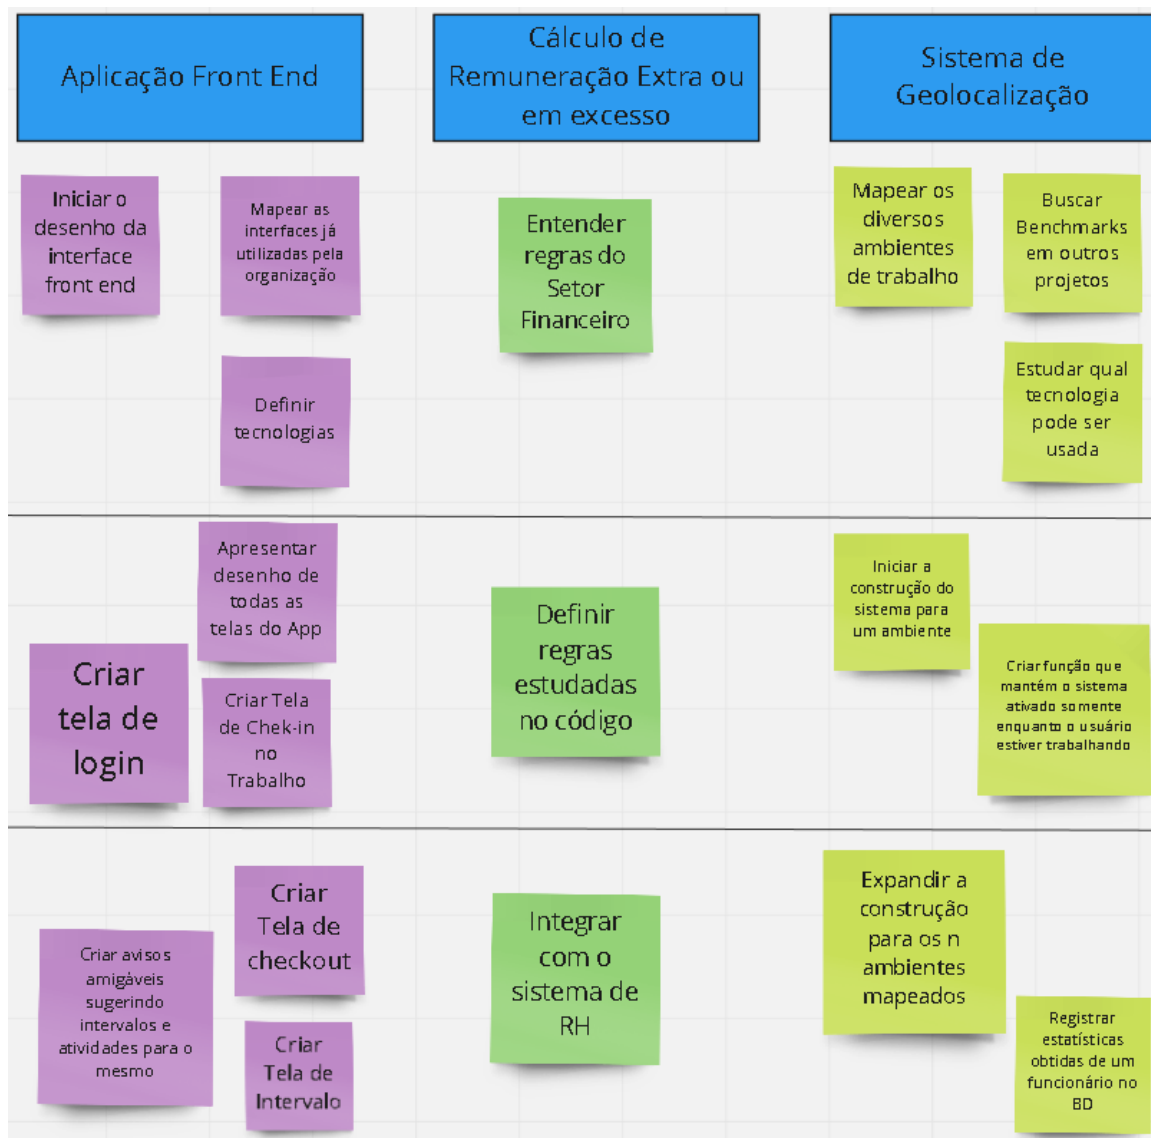 Aplicação Front End
Cálculo de
Remuneração Extra ou
em excesso
Sistema de
Geolocalização
Iniciar o
desenho da
interface
front end
Mapear as
interfaces já
utilizadas pela
organização
Definir
tecnologias
Entender
regras do
Setor
Financeiro
Mapear os
diversos
ambientes
de trabalho
Buscar
Benchmarks
em outros
projetos
Estudar qual
tecnologia
pode ser
usada
Apresentar
desenho de
todas as
telas do App
Criar
tela de
login
Criar Tela
de Chek-in
no
Trabalho
Definir
regras
estudadas
no código
Iniciar a
construção do
sistema para
um ambiente
Criar função que
mantém o sistema
ativado somente
enquanto o usuário
estiver trabalhando
Criar
Tela de
checkout
Criar avisos
amigáveis
sugerindo
intervalos e
atividades para o
mesmo
Criar
Tela de
Intervalo
Integrar
com o
sistema de
RH
Expandir a
construção
para os n
ambientes
mapeados
Registrar
estatísticas
obtidas de um
funcionário no
BD